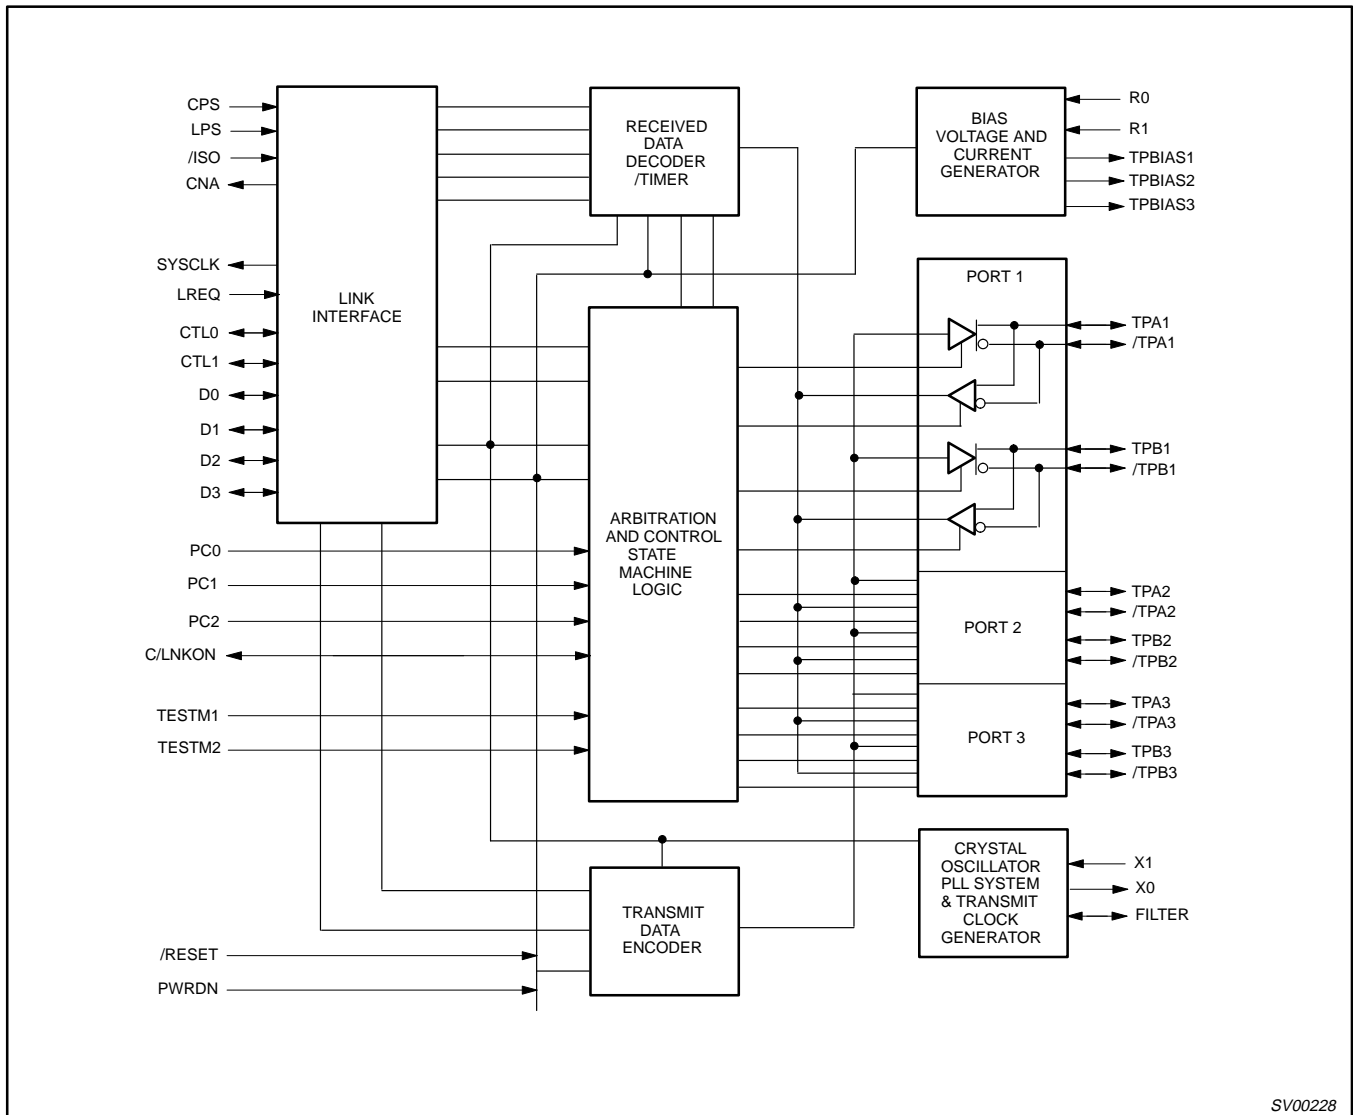 CPS
LPS
/ISO
CNA
SYSCLK
LREQ
CTL0
CTL1
D0
D1
D2
D3
LINK
INTERFACE
RECEIVED
DATA
DECODER
/TIMER
BIAS
VOLTAGE AND
CURRENT
GENERATOR
R0
R1
TPBIAS1
TPBIAS2
TPBIAS3
PC0
PC1
PC2
C/LNKON
TESTM1
TESTM2
ARBITRATION
AND CONTROL
STATE
MACHINE
LOGIC
PORT 1
TPA1
/TPA1
TPB1
/TPB1
PORT 2
TPA2
/TPA2
TPB2
/TPB2
PORT 3
TPA3
/TPA3
TPB3
/TPB3
/RESET
PWRDN
TRANSMIT
DATA
ENCODER
CRYSTAL
OSCILLATOR
PLL SYSTEM
& TRANSMIT
CLOCK
GENERATOR
X1
X0
FILTER
SV00228